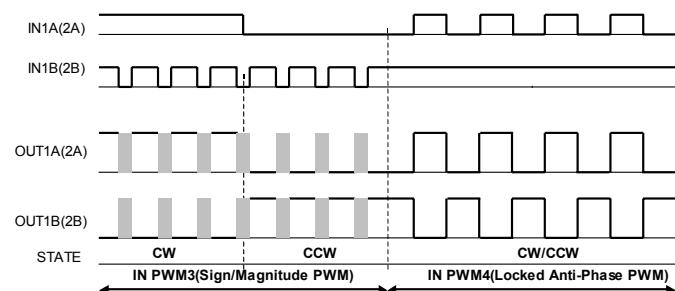 IN1A(2A)
IN1B(2B)
OUT1A(2A)
OUT1B(2B)
STATE CW CCW CW/CCW
IN PWM3(Sign/Magnitude PWM) IN PWM4(Locked Anti-Phase PWM)